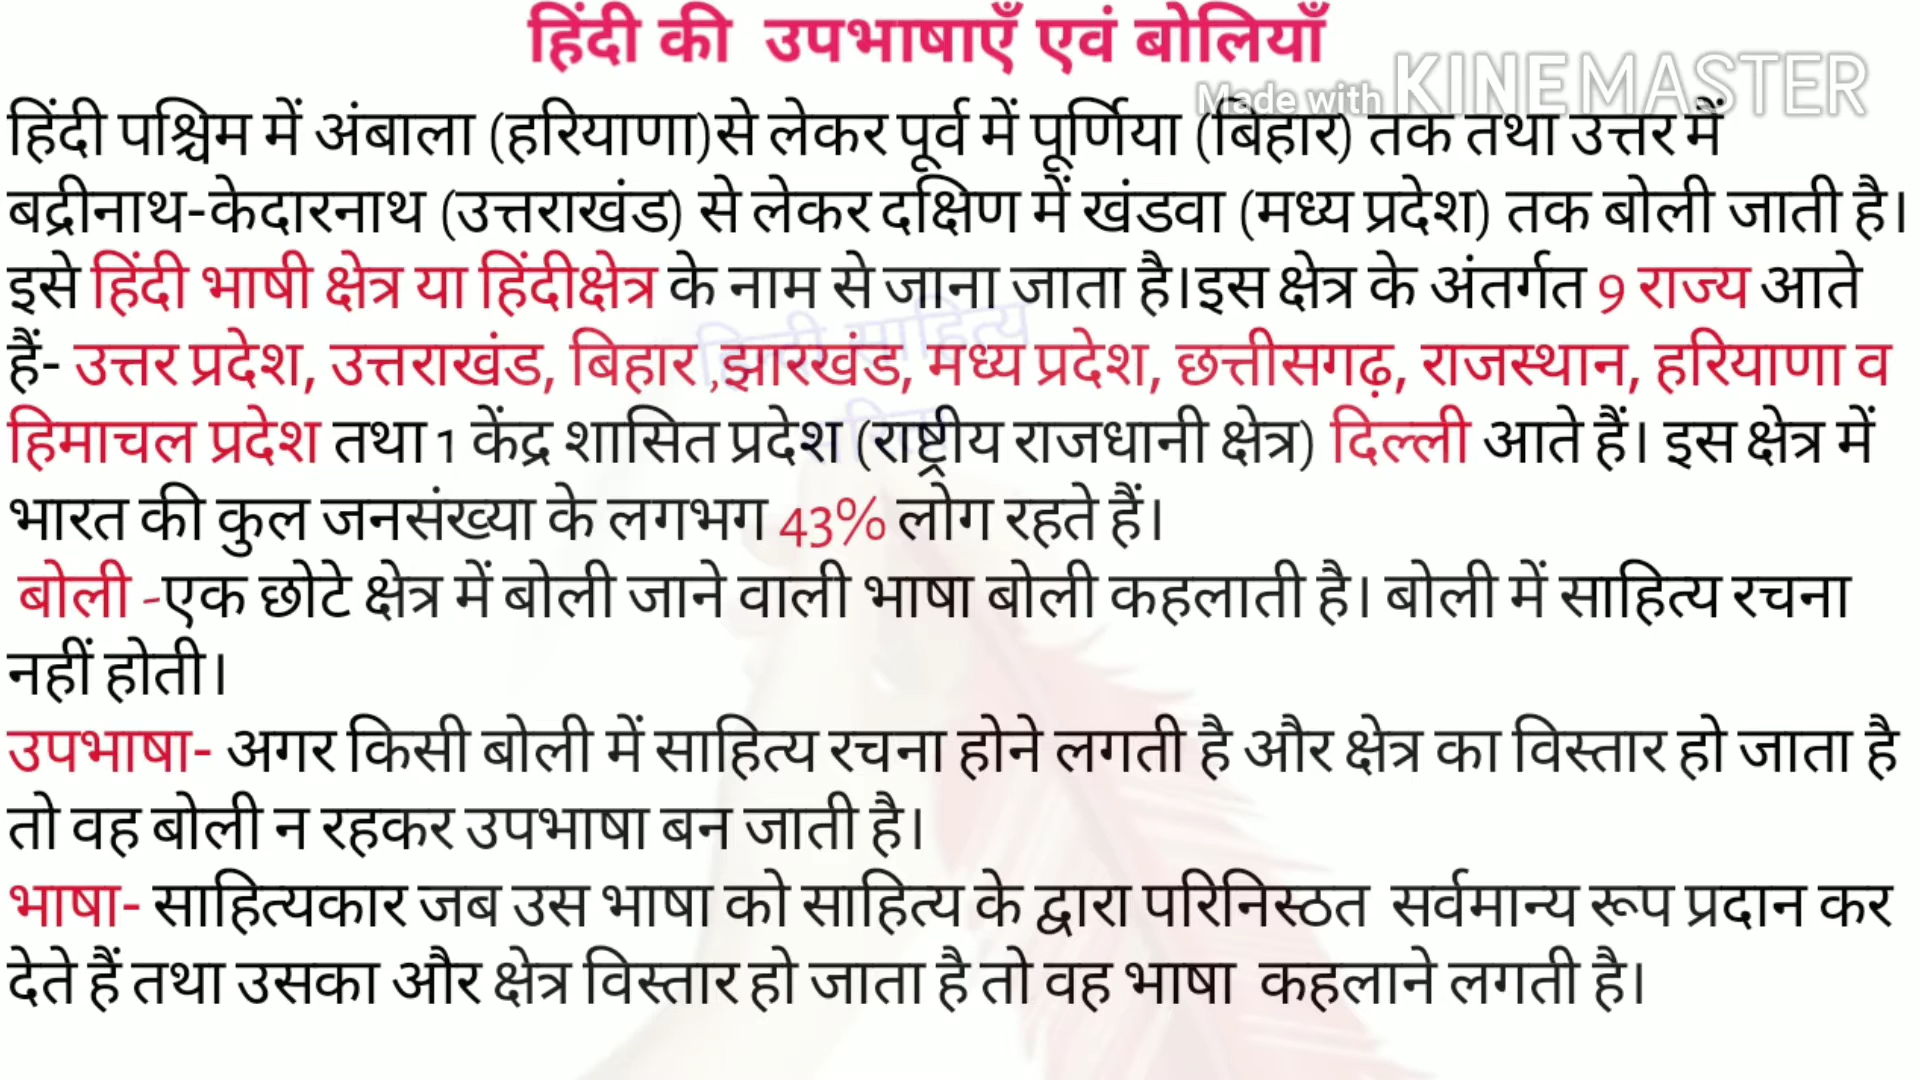 हिंदी की उपभाषाएँ एवं बोलियाँ
Made with KINEMASTER
हिंदी पश्चिम में अंबाला (हरियाणा)से लेकर पूर्व में पूर्णिया (बिहार) तक तथा उत्तर में
बद्रीनाथ-केदारनाथ (उत्तराखंड) से लेकर दक्षिण में खंडवा (मध्य प्रदेश) तक बोली जाती है।
इसे हिंदी भाषी क्षेत्र या हिंदीक्षेत्र के नाम से जाना जाता है।इस क्षेत्र के अंतर्गत 9 राज्य आते
हैं- उत्तर प्रदेश, उत्तराखंड, बिहार ,झारखंड, मध्य प्रदेश, छत्तीसगढ़, राजस्थान, हरियाणा व
हिमाचल प्रदेश तथा 1 केंद्र शासित प्रदेश (राष्ट्रीय राजधानी क्षेत्र) दिल्ली आते हैं। इस क्षेत्र में
भारत की कुल जनसंख्या के लगभग 43% लोग रहते हैं।
बोली -एक छोटे क्षेत्र में बोली जाने वाली भाषा बोली कहलाती है। बोली में साहित्य रचना
नहीं होती।
उपभाषा- अगर किसी बोली में साहित्य रचना होने लगती है और क्षेत्र का विस्तार हो जाता है
तो वह बोली न रहकर उपभाषा बन जाती है।
भाषा- साहित्यकार जब उस भाषा को साहित्य के द्वारा परिनिस्ठत सर्वमान्य रूप प्रदान कर
देते हैं तथा उसका और क्षेत्र विस्तार हो जाता है तो वह भाषा कहलाने लगती है।
हिन्दी साहित्य